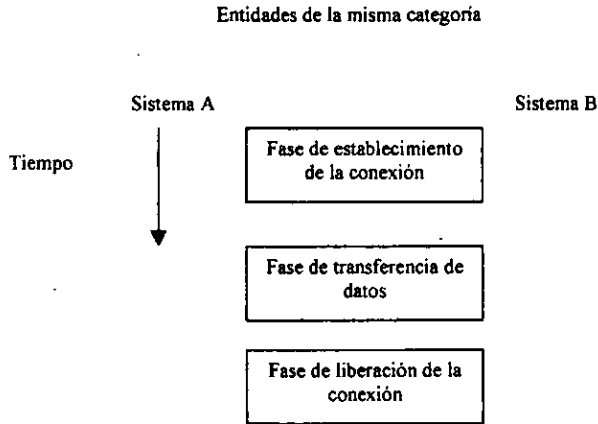 Entidades de la misma categoría
Sistema A
Sistema B
Tiempo
Fase de establecimiento
de la conexión
Fase de transferencia de
datos
Fase de liberación de la
conexión